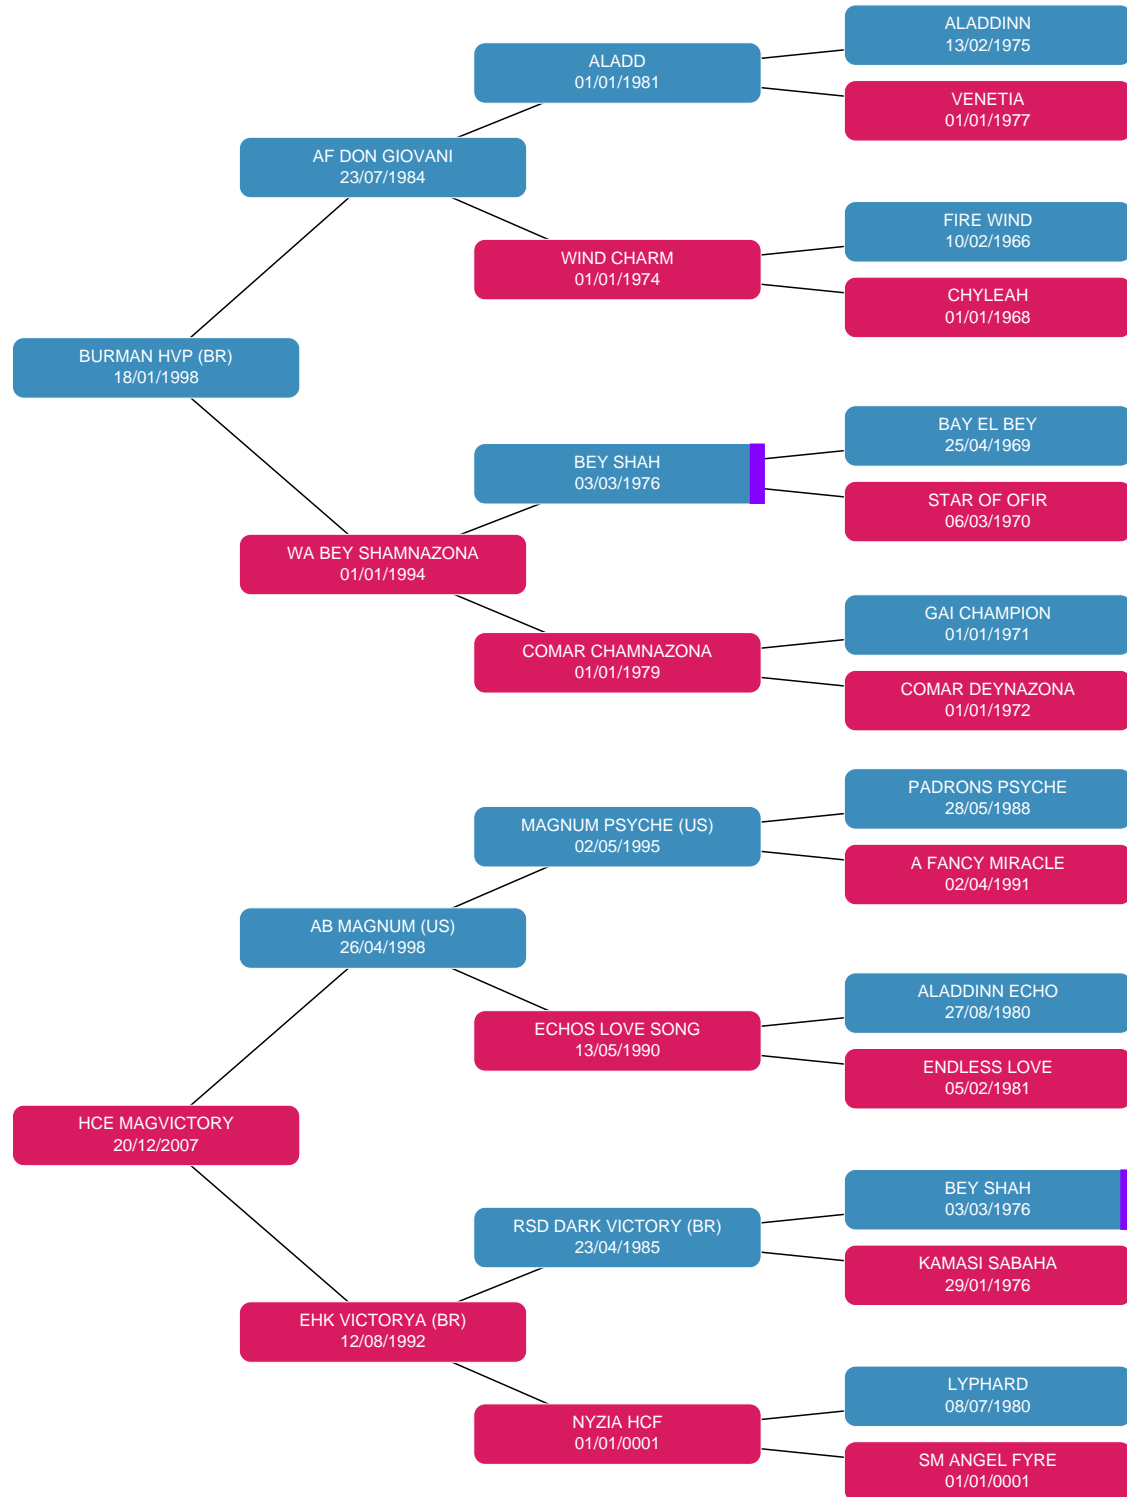 ALADDINN
13/02/1975
ALADD
01/01/1981
VENETIA
01/01/1977
AF DON GIOVANI
23/07/1984
FIRE WIND
10/02/1966
WIND CHARM
01/01/1974
CHYLEAH
01/01/1968
BURMAN HVP (BR)
18/01/1998
BAY EL BEY
25/04/1969
BEY SHAH
03/03/1976
STAR OF OFIR
06/03/1970
WA BEY SHAMNAZONA
01/01/1994
GAI CHAMPION
01/01/1971
COMAR CHAMNAZONA
01/01/1979
COMAR DEYNAZONA
01/01/1972
PADRONS PSYCHE
28/05/1988
MAGNUM PSYCHE (US)
02/05/1995
A FANCY MIRACLE
02/04/1991
AB MAGNUM (US)
26/04/1998
ALADDINN ECHO
27/08/1980
ECHOS LOVE SONG
13/05/1990
ENDLESS LOVE
05/02/1981
HCE MAGVICTORY
20/12/2007
BEY SHAH
03/03/1976
RSD DARK VICTORY (BR)
23/04/1985
KAMASI SABAHA
29/01/1976
EHK VICTORYA (BR)
12/08/1992
LYPHARD
08/07/1980
NYZIA HCF
01/01/0001
SM ANGEL FYRE
01/01/0001